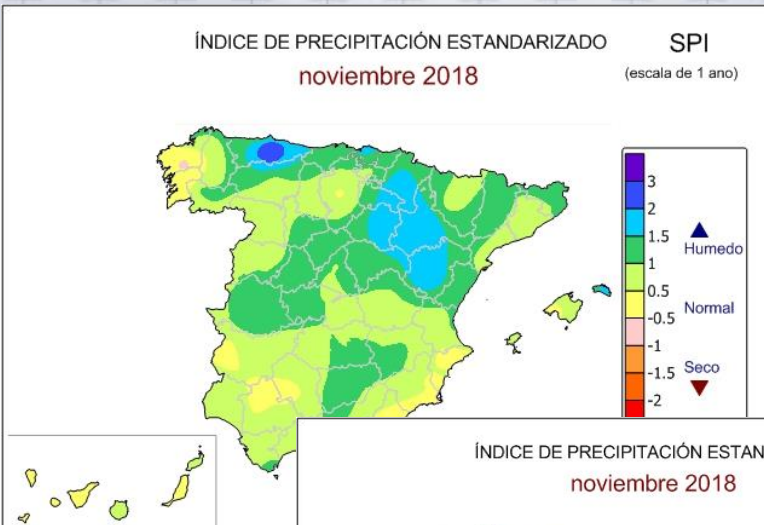 ÍNDICE DE PRECIPITACIÓN ESTANDARIZADO
SPI
noviembre 2018
(escala de 1 ano)
3
2
1.5
Humedo
1
0.5
Normal
-0.5
-1
Seco
-1.5
-2
ÍNDICE DE PRECIPITACIÓN ESTAN
noviembre 2018